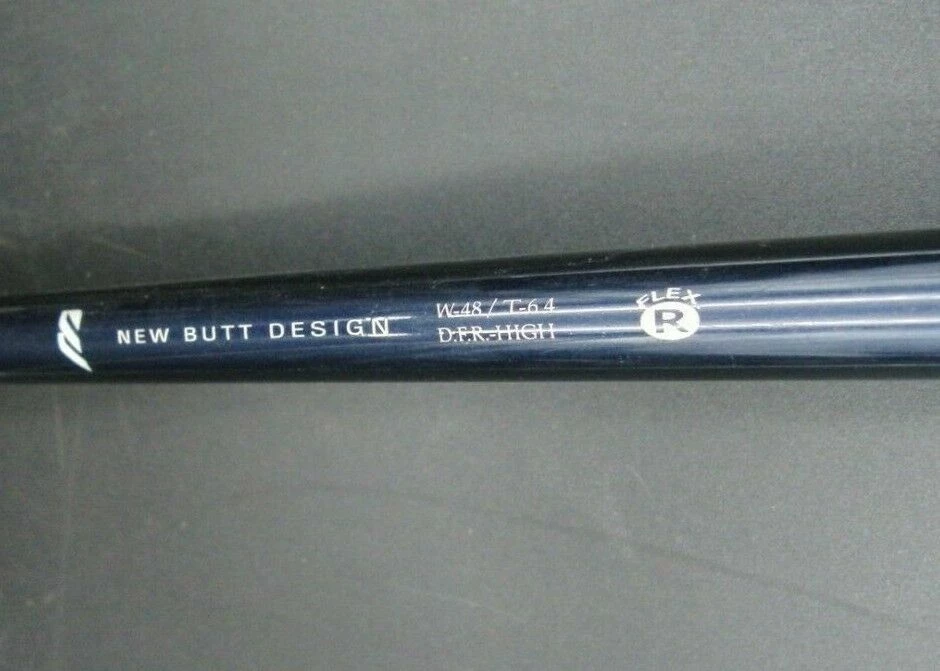 NEW BUTT DESIGN
W-48 / T-6.4
D.F.R.-HIGH
FLEX
R